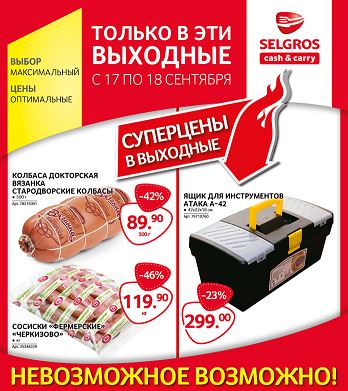 ВЫБОР
МАКСИМАЛЬНЫЙ
ЦЕНЫ
ОПТИМАЛЬНЫЕ
ТОЛЬКО В ЭТИ
ВЫХОДНЫЕ
С 17 ПО 18 СЕНТЯБРЯ
SELGROS
cash & carry
СУПЕРЦЕНЫ
В ВЫХОДНЫЕ
КОЛБАСА ДОКТОРСКАЯ
ВЯЗАНКА
СТАРОДВОРСКИЕ КОЛБАСЫ
• 500 г
-42%
89.90
500 г
-46%
119.90
кг
СОСИСКИ «ФЕРМЕРСКИЕ»
«ЧЕРКИЗОВО»
• кг
ЯЩИК ДЛЯ ИНСТРУМЕНТОВ
АТАКА А-42
-23%
299.00
НЕВОЗМОЖНОЕ ВОЗМОЖНО!